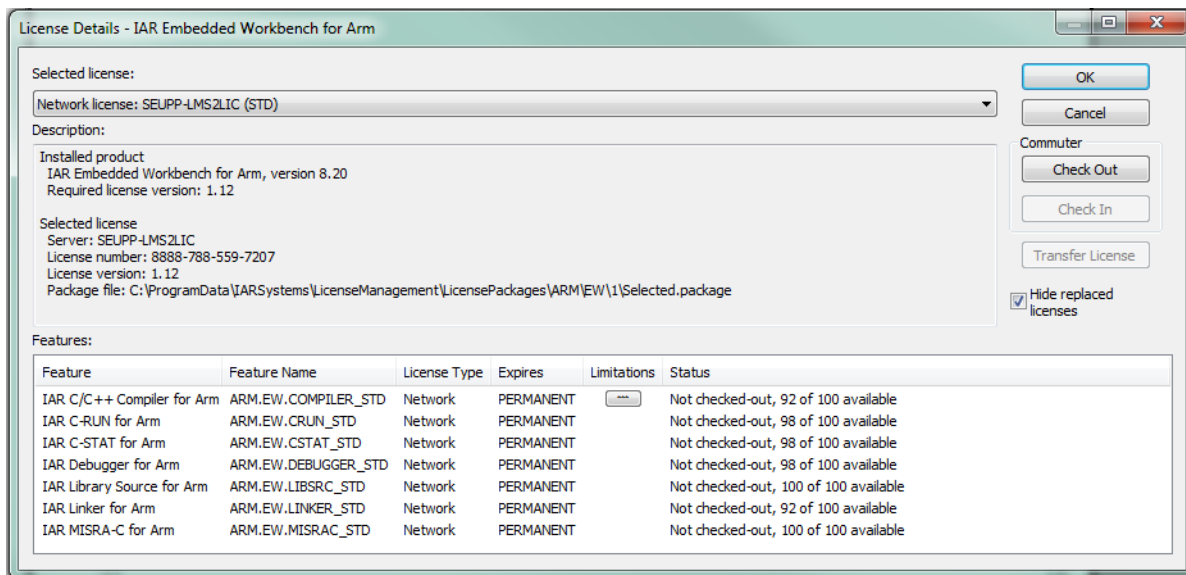 License Details - IAR Embedded Workbench for Arm
Selected license:
Network license: SEUPP-LMS2LIC (STD)
Description:
Installed product
IAR Embedded Workbench for Arm, version 8.20
Required license version: 1.12
Selected license
Server: SEUPP-LMS2LIC
License number: 8888-788-559-7207
License version: 1.12
Package file: C:\ProgramData\IARSystems\LicenseManagement\LicensePackages\ARM\EW\1\Selected.package
OK
Cancel
Commuter
Check Out
Check In
Transfer License
Hide replaced
licenses
Features:
Feature Feature Name License Type Expires Limitations Status
IAR C/C++ Compiler for Arm ARM.EW.COMPILER_STD Network PERMANENT ... Not checked-out, 92 of 100 available
IAR C-RUN for Arm ARM.EW.CRUN_STD Network PERMANENT Not checked-out, 98 of 100 available
IAR C-STAT for Arm ARM.EW.CSTAT_STD Network PERMANENT Not checked-out, 98 of 100 available
IAR Debugger for Arm ARM.EW.DEBUGGER_STD Network PERMANENT Not checked-out, 98 of 100 available
IAR Library Source for Arm ARM.EW.LIBSRC_STD Network PERMANENT Not checked-out, 100 of 100 available
IAR Linker for Arm ARM.EW.LINKER_STD Network PERMANENT Not checked-out, 92 of 100 available
IAR MISRA-C for Arm ARM.EW.MISRAC_STD Network PERMANENT Not checked-out, 100 of 100 available